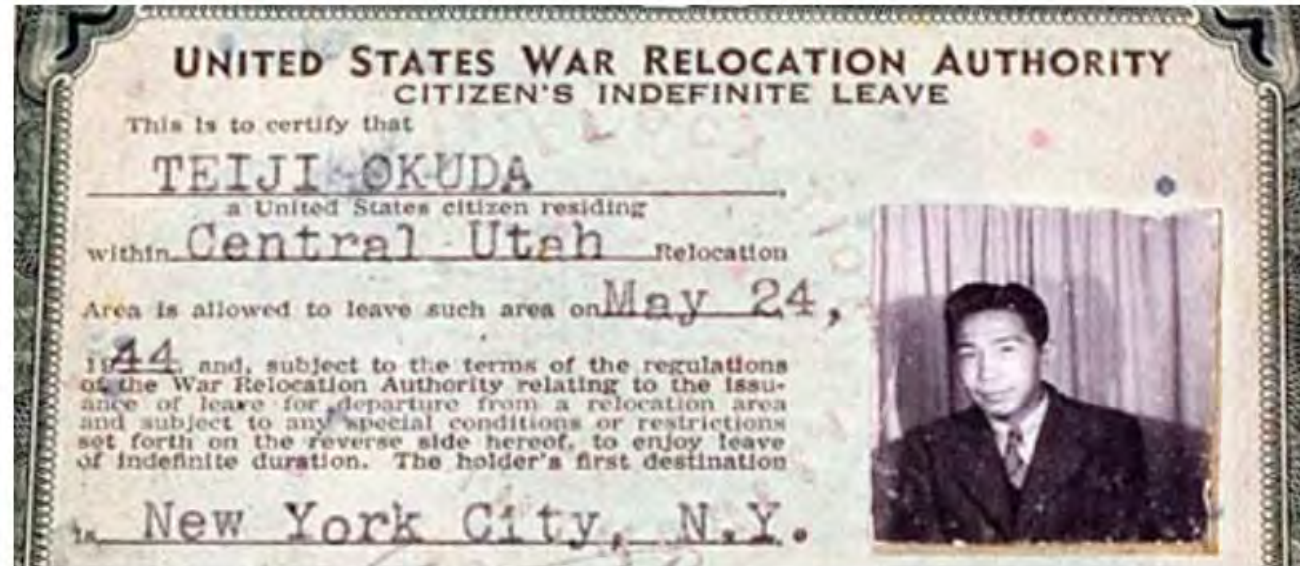 UNITED STATES WAR RELOCATION AUTHORITY
CITIZEN'S INDEFINITE LEAVE
This is to certify that
TEIJI OKUDA
a United States citizen residing
within Central Utah Relocation
Area is allowed to leave such area on May 24,
1944, and, subject to the terms of the regulations
of the War Relocation Authority relating to the issu-
ance of leave for departure from a relocation area
and subject to any special conditions or restrictions
set forth on the reverse side hereof, to enjoy leave
of indefinite duration. The holder's first destination
is New York City, N.Y.